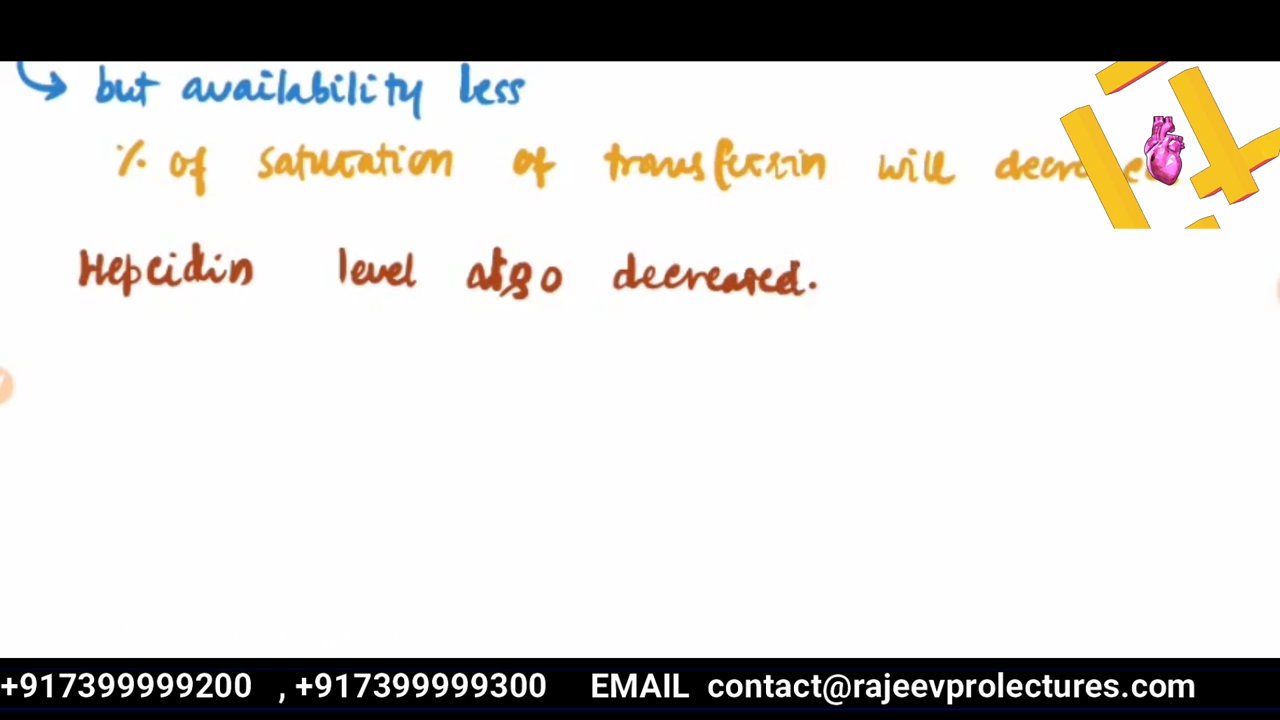 but availability less
% of saturation of transferrin will
Hepcidin level also decreased.
+917399999200 , +917399999300 EMAIL contact@rajeevprolectures.com